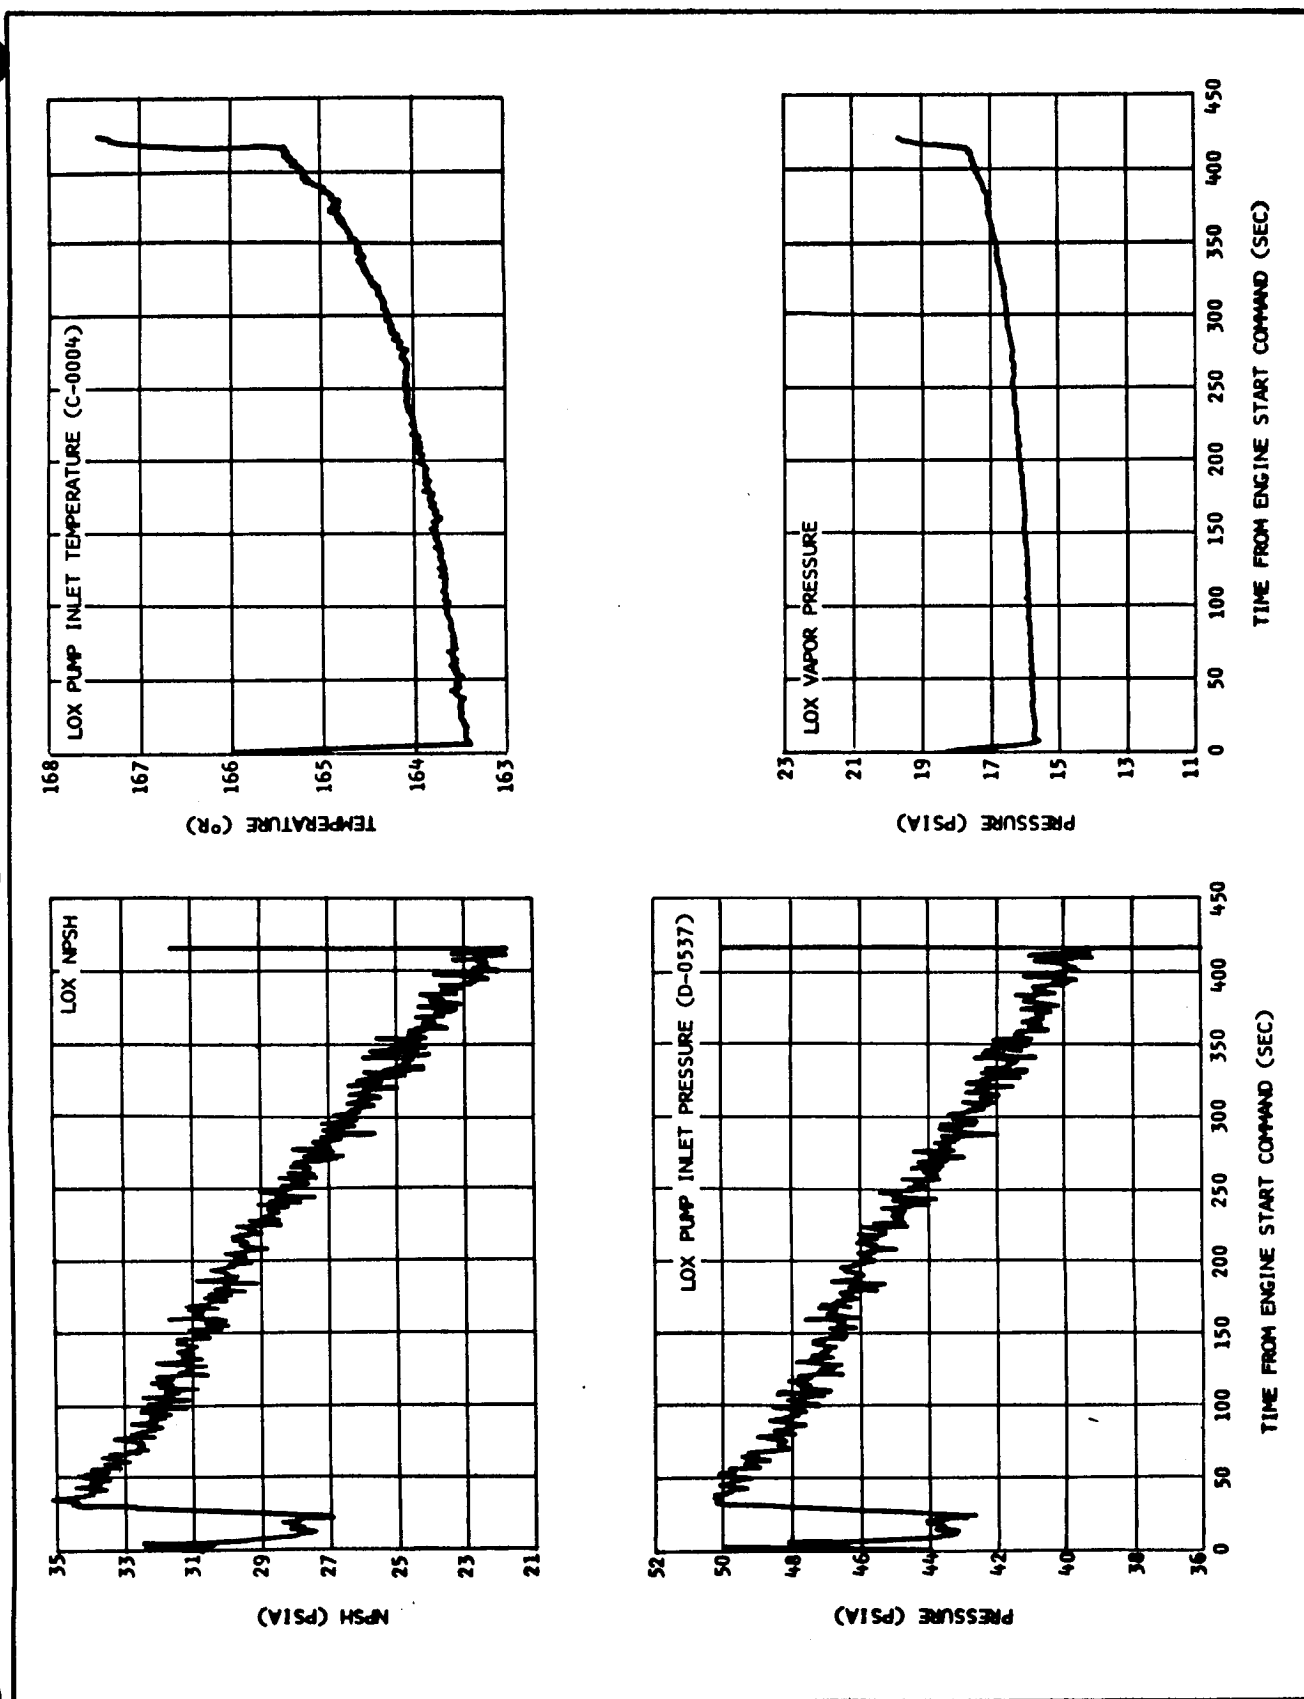 LOX PUMP INLET TEMPERATURE (C-0004)
TEMPERATURE (°R)
168
167
166
165
164
163
LOX VAPOR PRESSURE
PRESSURE (PSIA)
23
21
19
17
15
13
11
0 50 100 150 200 250 300 350 400 450
TIME FROM ENGINE START COMMAND (SEC)
LOX NPSH
NPSH (PSIA)
35
33
31
29
27
25
23
21
LOX PUMP INLET PRESSURE (D-0537)
PRESSURE (PSIA)
52
50
48
46
44
42
40
38
36
0 50 100 150 200 250 300 350 400 450
TIME FROM ENGINE START COMMAND (SEC)